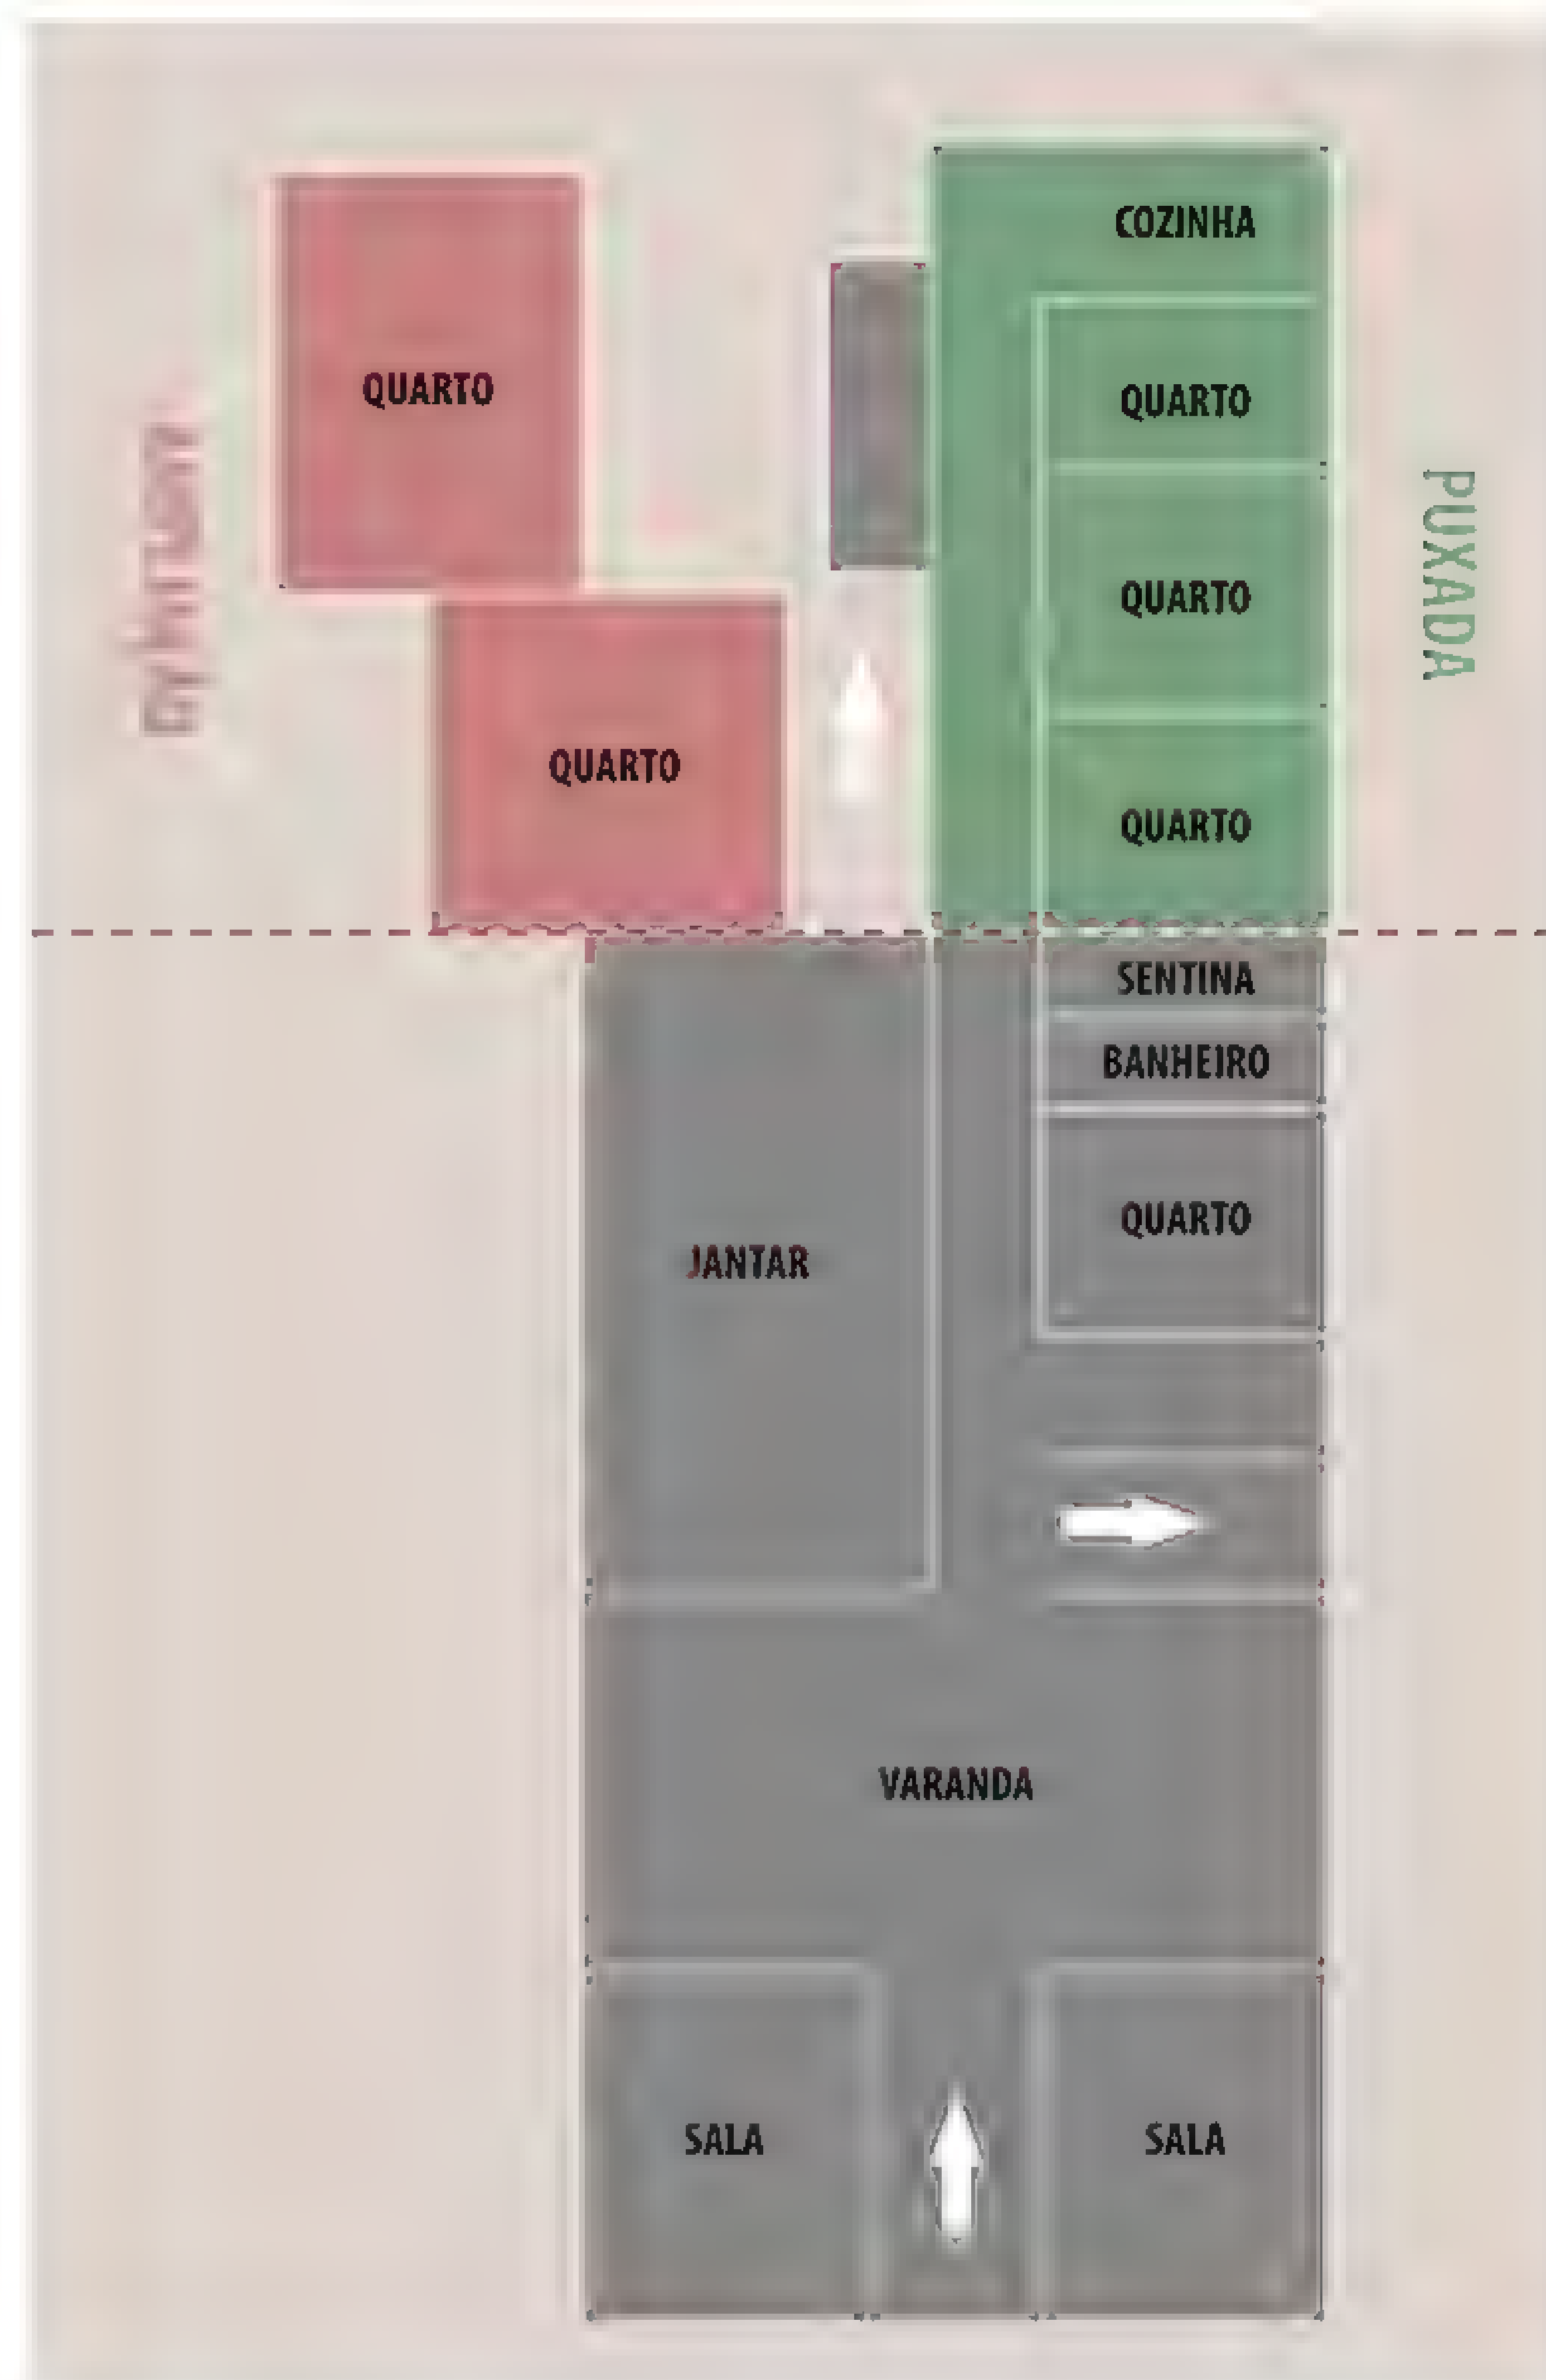 COZINHA
QUARTO
QUARTO
QUARTO
PUXADA
QUARTO
QUARTO
SENTINA
BANHEIRO
QUARTO
JANTAR
VARANDA
SALA
SALA